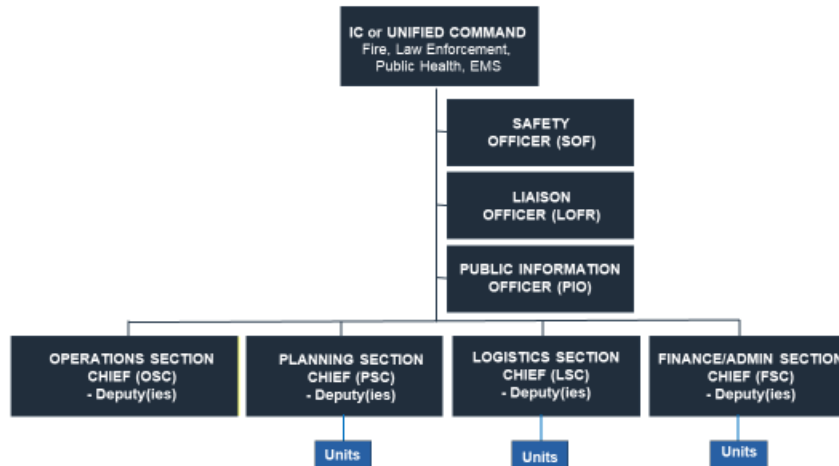 IC or UNIFIED COMMAND
Fire, Law Enforcement,
Public Health, EMS
SAFETY
OFFICER (SOF)
LIAISON
OFFICER (LOFR)
PUBLIC INFORMATION
OFFICER (PIO)
OPERATIONS SECTION
CHIEF (OSC)
- Deputy(ies)
PLANNING SECTION
CHIEF (PSC)
- Deputy(ies)
LOGISTICS SECTION
CHIEF (LSC)
- Deputy(ies)
FINANCE/ADMIN SECTION
CHIEF (FSC)
- Deputy(ies)
Units
Units
Units